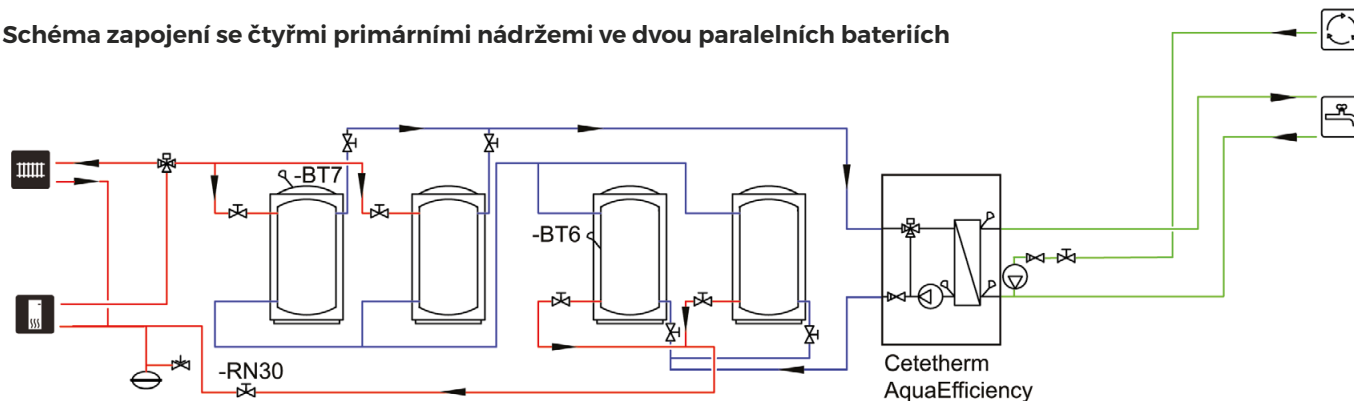 Schéma zapojení se čtyřmi primárními nádržemi ve dvou paralelních bateriích
-BT7
-BT6
-RN30
Cetetherm
AquaEfficiency